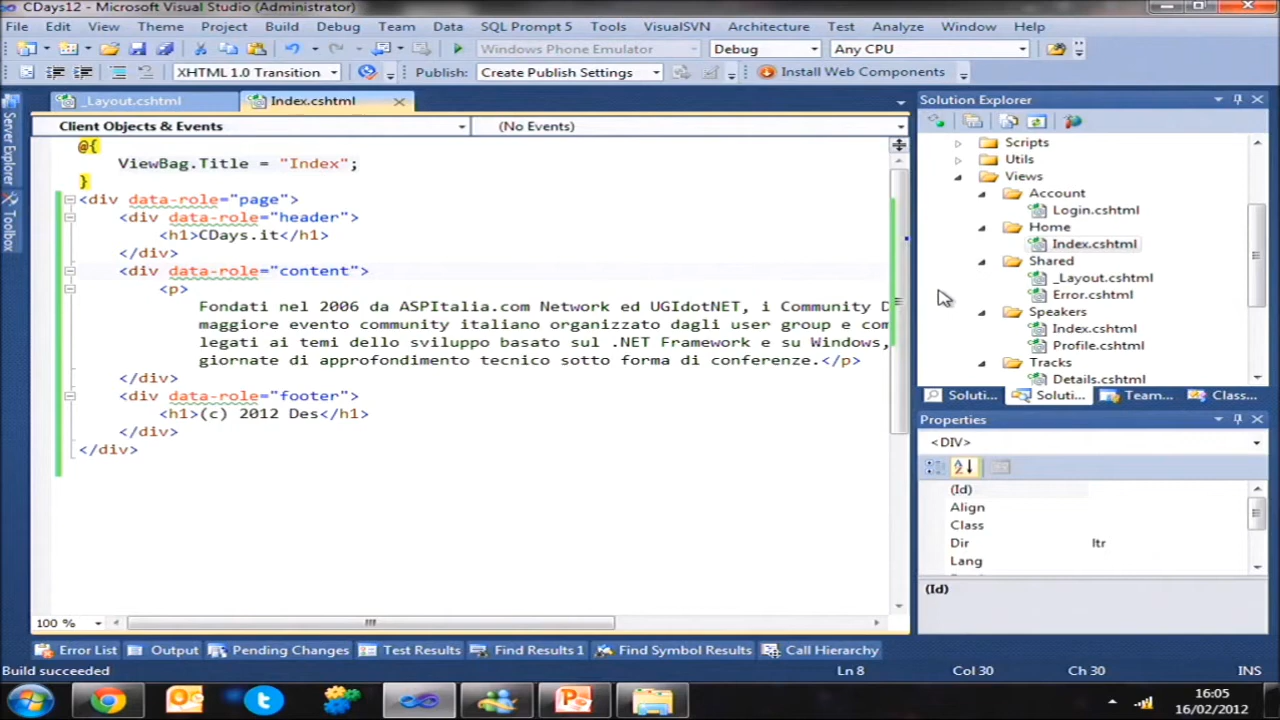 CDays12 - Microsoft Visual Studio (Administrator)
File Edit View Theme Project Build Debug Team Data SQL Prompt 5 Tools VisualSVN Architecture Test Analyze Window Help
Windows Phone Emulator Debug Any CPU
XHTML 1.0 Transition Publish: Create Publish Settings Install Web Components
_Layout.cshtml Index.cshtml
Client Objects & Events (No Events)
Server Explorer
Toolbox
@{
ViewBag.Title = "Index";
}
<div data-role="page">
<div data-role="header">
<h1>CDays.it</h1>
</div>
<div data-role="content">
<p>
Fondati nel 2006 da ASPItalia.com Network ed UGIdotNET, i Community D
maggiore evento community italiano organizzato dagli user group e com
legati ai temi dello sviluppo basato sul .NET Framework e su Windows,
giornate di approfondimento tecnico sotto forma di conferenze.</p>
</div>
<div data-role="footer">
<h1>(c) 2012 Des</h1>
</div>
</div>
100 %
Solution Explorer
Scripts
Utils
Views
Account
Login.cshtml
Home
Index.cshtml
Shared
_Layout.cshtml
Error.cshtml
Speakers
Index.cshtml
Profile.cshtml
Tracks
Details.cshtml
Soluti... Soluti... Team... Class...
Properties
<DIV>
(Id)
Align
Class
Dir ltr
Lang
(Id)
Error List Output Pending Changes Test Results Find Results 1 Find Symbol Results Call Hierarchy
Build succeeded Ln 8 Col 30 Ch 30 INS
16:05
16/02/2012